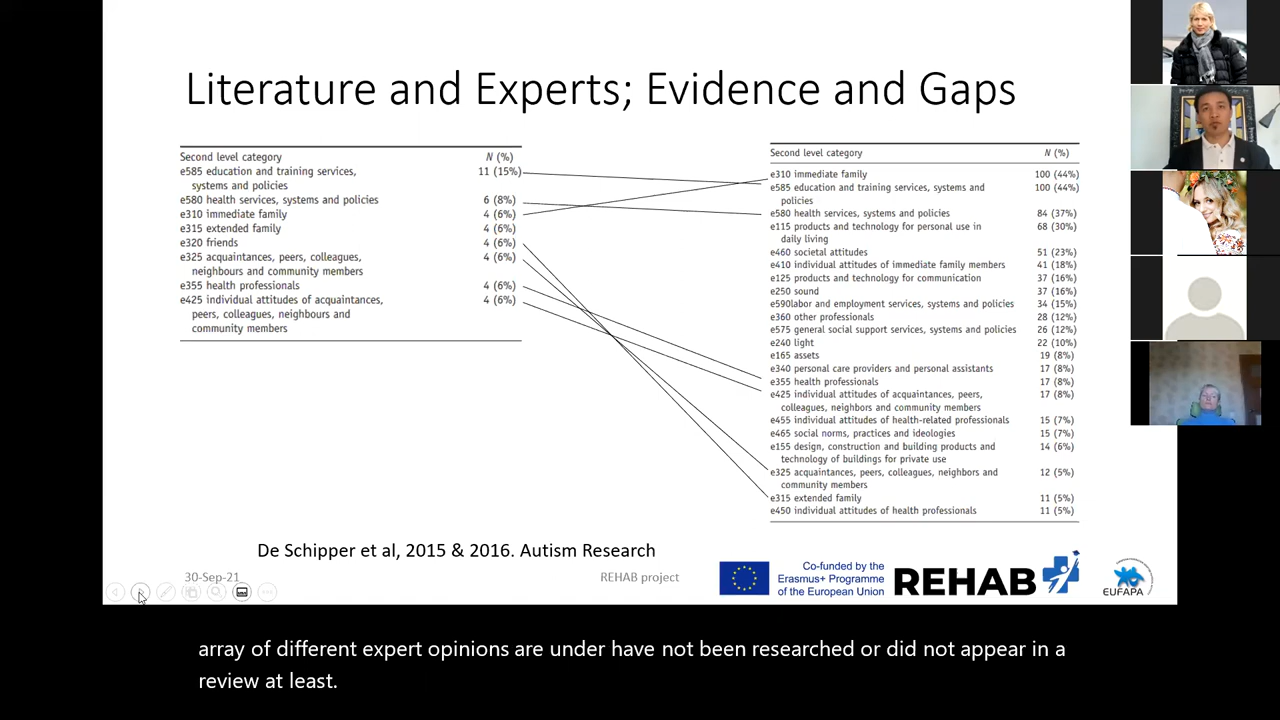 Literature and Experts; Evidence and Gaps
Second level category N (%)
e585 education and training services, 11 (15%)
systems and policies
e580 health services, systems and policies 6 (8%)
e310 immediate family 4 (6%)
e315 extended family 4 (6%)
e320 friends 4 (6%)
e325 acquaintances, peers, colleagues, 4 (6%)
neighbours and community members
e355 health professionals 4 (6%)
e425 individual attitudes of acquaintances, 4 (6%)
peers, colleagues, neighbours and
community members
Second level category N (%)
e310 immediate family 100 (44%)
e585 education and training services, systems and 100 (44%)
policies
e580 health services, systems and policies 84 (37%)
e115 products and technology for personal use in 68 (30%)
daily living
e460 societal attitudes 51 (23%)
e410 individual attitudes of immediate family members 41 (18%)
e125 products and technology for communication 37 (16%)
e250 sound 37 (16%)
e590labor and employment services, systems and policies 34 (15%)
e360 other professionals 28 (12%)
e575 general social support services, systems and policies 26 (12%)
e240 light 22 (10%)
e165 assets 19 (8%)
e340 personal care providers and personal assistants 17 (8%)
e355 health professionals 17 (8%)
e425 individual attitudes of acquaintances, peers, 17 (8%)
colleagues, neighbors and community members
e455 individual attitudes of health-related professionals 15 (7%)
e465 social norms, practices and ideologies 15 (7%)
e155 design, construction and building products and 14 (6%)
technology of buildings for private use
e325 acquaintances, peers, colleagues, neighbors and 12 (5%)
community members
e315 extended family 11 (5%)
e450 individual attitudes of health professionals 11 (5%)
De Schipper et al, 2015 & 2016. Autism Research
30-Sep-21
REHAB project
Co-funded by the
Erasmus+ Programme
of the European Union
REHAB
EUFAPA
array of different expert opinions are under have not been researched or did not appear in a
review at least.